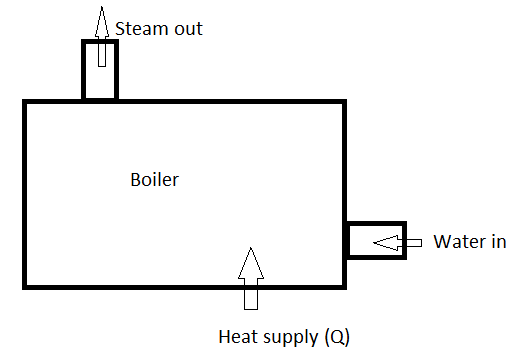 Steam out
Boiler
Water in
Heat supply (Q)